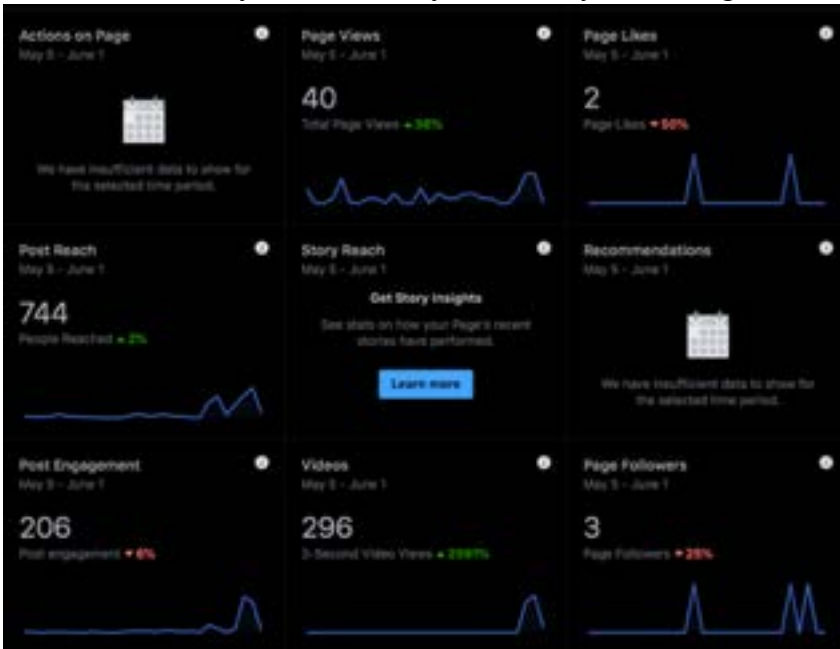 Actions on Page
May 5 - June 1
We have insufficient data to show for
the selected time period.
Page Views
May 5 - June 1
40
Total Page Views
Page Likes
May 5 - June 1
2
Page Likes 50%
Post Reach
May 5 - June 1
744
People Reached 2%
Story Reach
May 5 - June 1
Get Story Insights
See stats on how your Page's recent
stories have performed.
Learn more
Recommendations
May 5 - June 1
We have insufficient data to show for
the selected time period.
Post Engagement
May 5 - June 1
206
Post engagement 6%
Videos
May 5 - June 1
296
3-Second Video Views
Page Followers
May 5 - June 1
3
Page Followers 25%